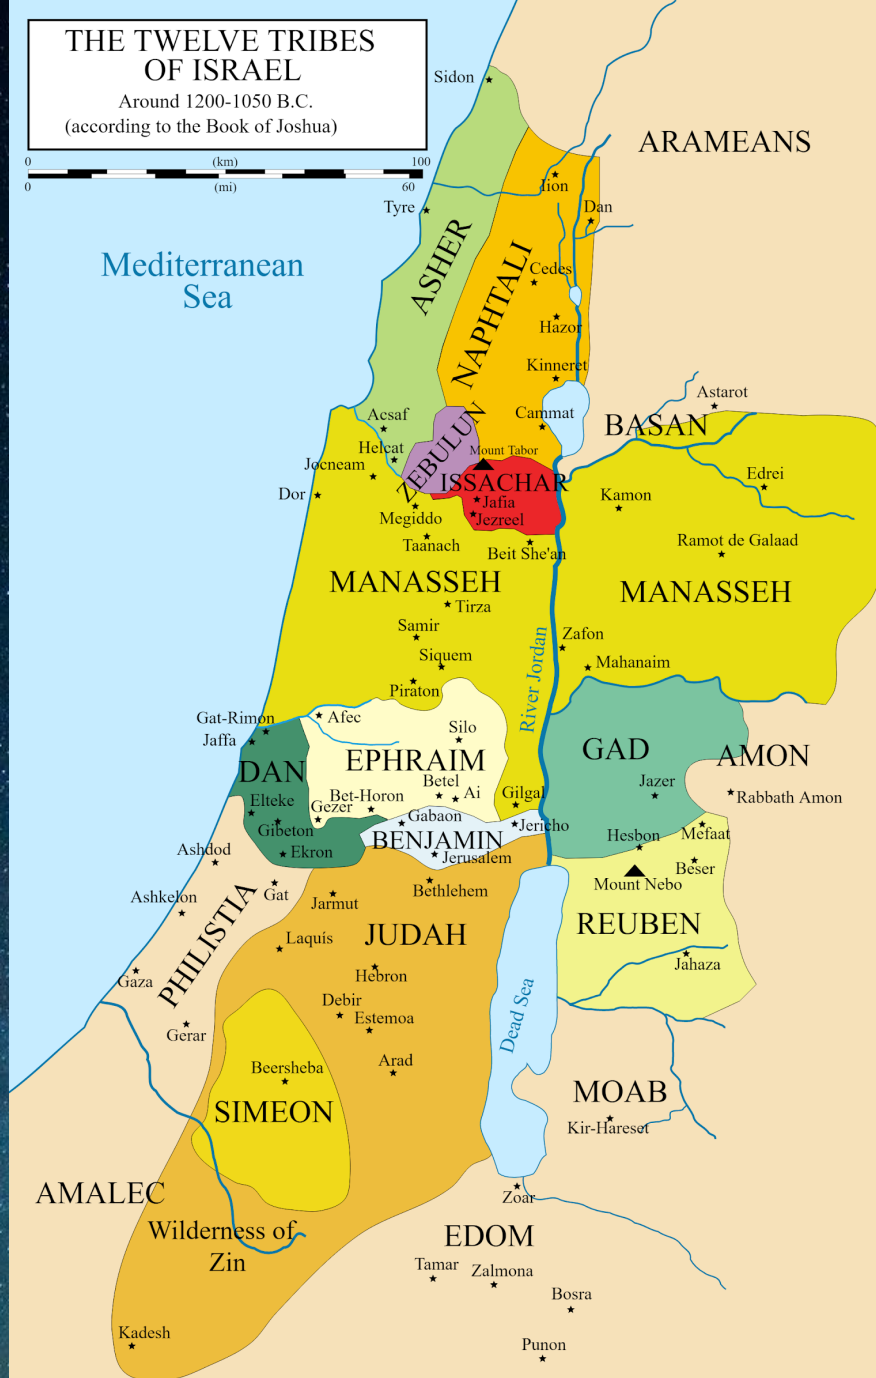 THE TWELVE TRIBES
OF ISRAEL
Around 1200-1050 B.C.
(according to the Book of Joshua)
0 (km) 100
0 (mi) 60
Sidon
ARAMEANS
Iion
Tyre
Dan
ASHER
Mediterranean
Sea
NAPHTALI
Cedes
Hazor
Kinneret
Astarot
Acsaf
Cammat
BASAN
ZEBULUN
Helcat
Mount Tabor
Jocneam
ISSACHAR
Edrei
Dor
Jafia
Kamon
Megiddo
Jezreel
Taanach
Beit She'an
Ramot de Galaad
MANASSEH
MANASSEH
Tirza
Samir
Zafon
Siquem
Mahanaim
Piraton
River Jordan
Gat-Rimon
Afec
Jaffa
Silo
GAD
AMON
DAN
EPHRAIM
Betel
Jazer
Elteke
Bet-Horon
Ai
Gilgal
Rabbath Amon
Gezer
Gabaon
Gibeton
Jericho
BENJAMIN
Hesbon
Mefaat
Ashdod
Ekron
Jerusalem
Beser
Mount Nebo
Ashkelon
Gat
Bethlehem
Jarmut
PHILISTIA
Laquís
JUDAH
REUBEN
Jahaza
Gaza
Hebron
Debir
Estemoa
Dead Sea
Gerar
Beersheba
Arad
MOAB
SIMEON
Kir-Hareset
AMALEC
Zoar
Wilderness of
Zin
EDOM
Tamar
Zalmona
Bosra
Kadesh
Punon